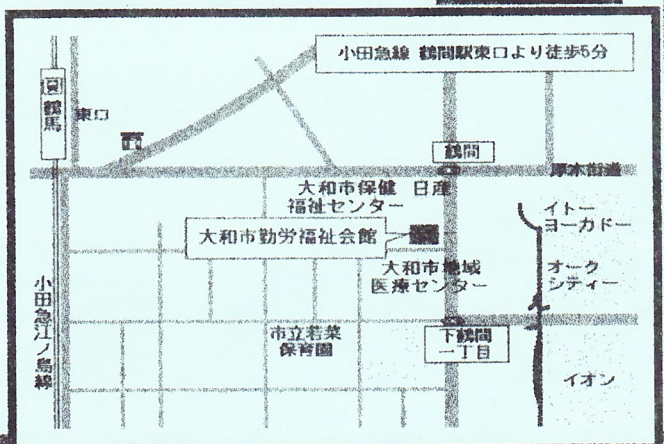 小田急線 鶴間駅東口より徒歩5分
鶴馬
東口
鶴間
厚木街道
大和市保健
福祉センター
日産
イトー
ヨーカドー
大和市勤労福祉会館
大和市地域
医療センター
オーク
シティー
小田急江ノ島線
市立若菜
保育園
下鶴間
一丁目
イオン